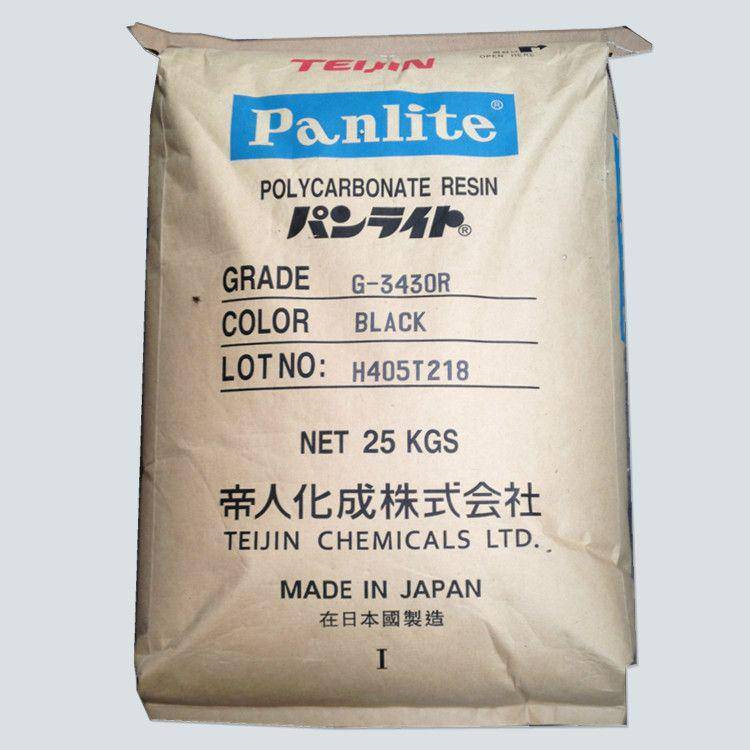 TEIJIN
OPEN HERE
Panlite®
POLYCARBONATE RESIN
パンライト®
GRADE G-3430R
COLOR BLACK
LOT NO: H405T218
NET 25 KGS
帝人化成株式会社
TEIJIN CHEMICALS LTD.
MADE IN JAPAN
在日本國製造
I